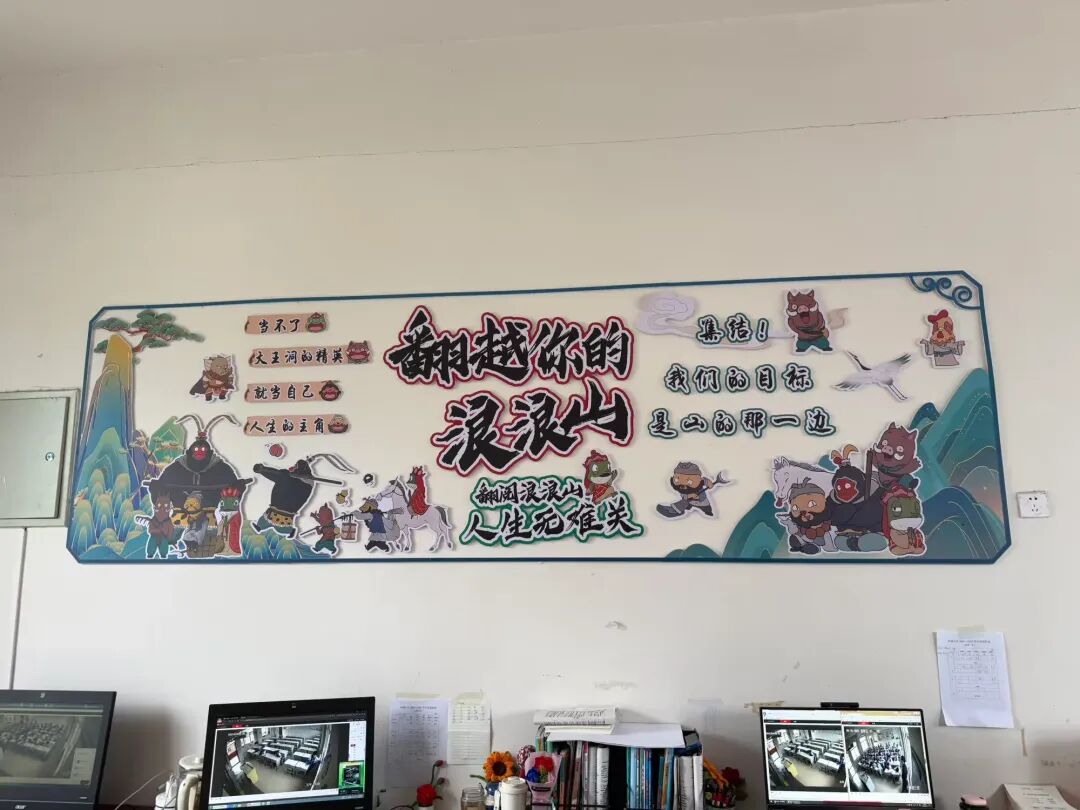 当不了
大王洞的精英
就当自己
人生的主角
翻越你的
浪浪山
翻阅浪浪山
人生无难关
集结!
我们的目标
是山的那一边